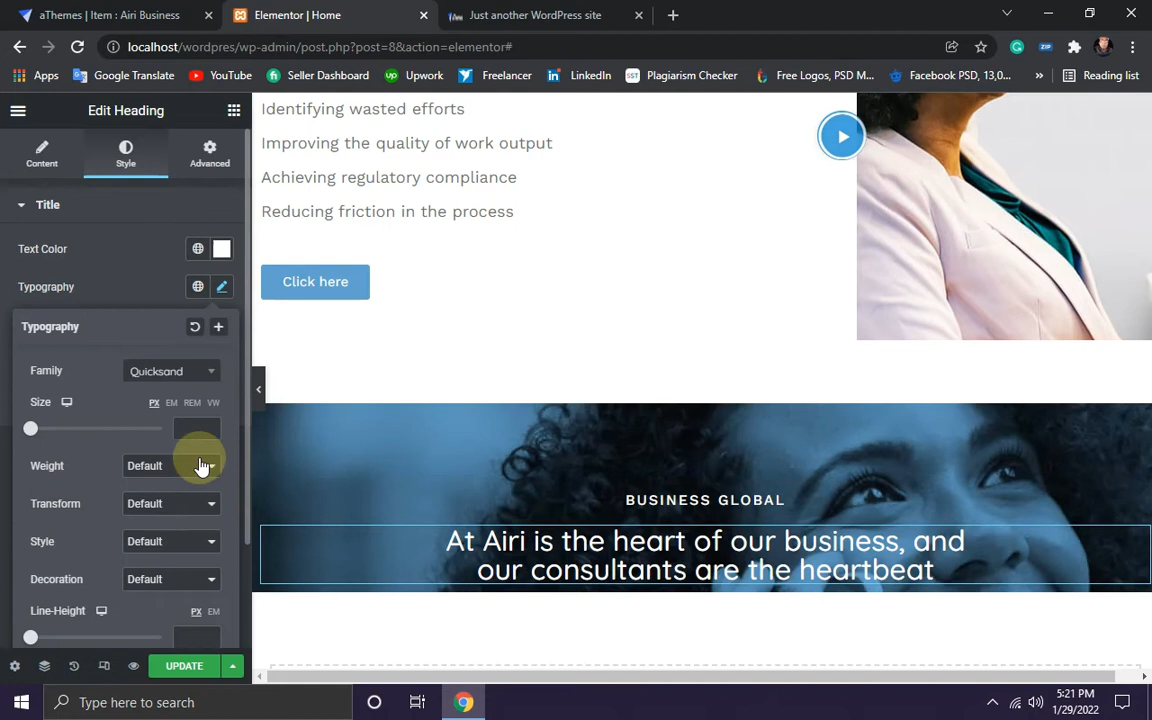 aThemes | Item : Airi Business
Elementor | Home
Just another WordPress site
localhost/wordpres/wp-admin/post.php?post=8&action=elementor#
ZIP
Apps
Google Translate
YouTube
Seller Dashboard
Upwork
Freelancer
LinkedIn
SST
Plagiarism Checker
Free Logos, PSD M...
Facebook PSD, 13,0...
Reading list
Edit Heading
Content
Style
Advanced
Title
Text Color
Typography
Typography
Family
Quicksand
Size
PX EM REM VW
Weight
Default
Transform
Default
Style
Default
Decoration
Default
Line-Height
PX EM
UPDATE
Identifying wasted efforts
Improving the quality of work output
Achieving regulatory compliance
Reducing friction in the process
Click here
BUSINESS GLOBAL
At Airi is the heart of our business, and
our consultants are the heartbeat
Type here to search
5:21 PM
1/29/2022